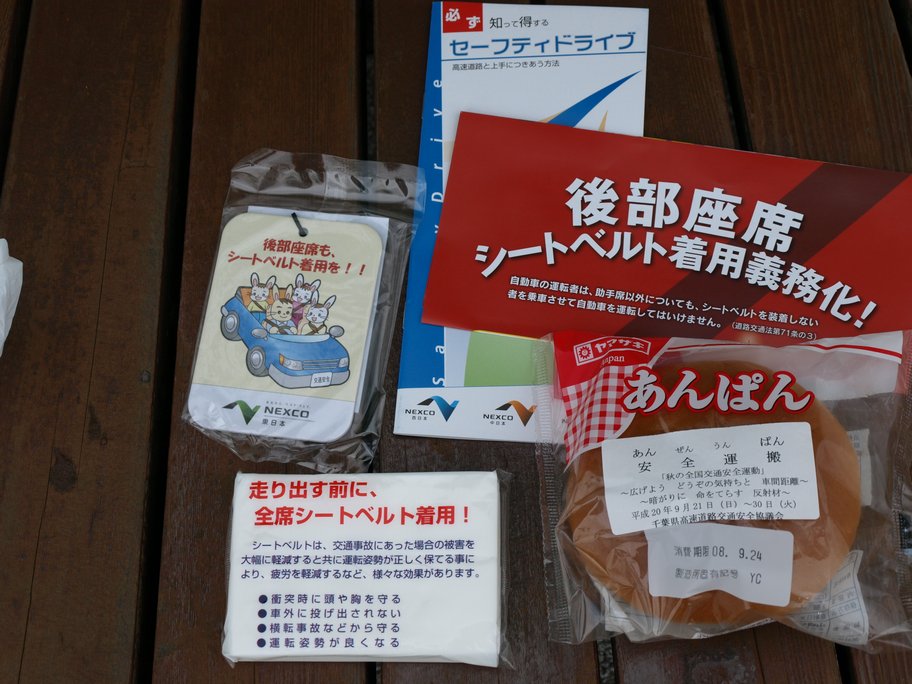 必ず 知って得する
セーフティドライブ
高速道路と上手につきあう方法
Drive
NEXCO
西日本
NEXCO
中日本
後部座席
シートベルト着用義務化!
自動車の運転者は、助手席以外についても、シートベルトを装着しない
者を乗車させて自動車を運転してはいけません。(道路交通法第71条の3)
後部座席も、
シートベルト着用を!!
交通安全
NEXCO
東日本
ヤマザキ
Japan
あんぱん
あん ぜん うん ぱん
安全運搬
「秋の全国交通安全運動」
~広げよう どうぞの気持ちと 車間距離~
~暗がりに 命をてらす 反射材~
平成20年9月21日(日)~30日(火)
千葉県高速道路交通安全協議会
消費期限08. 9.24
製造所固有記号 YC
走り出す前に、
全席シートベルト着用!
シートベルトは、交通事故にあった場合の被害を
大幅に軽減すると共に運転姿勢が正しく保てる事に
より、疲労を軽減するなど、様々な効果があります。
●衝突時に頭や胸を守る
●車外に投げ出されない
●横転事故などから守る
●運転姿勢が良くなる